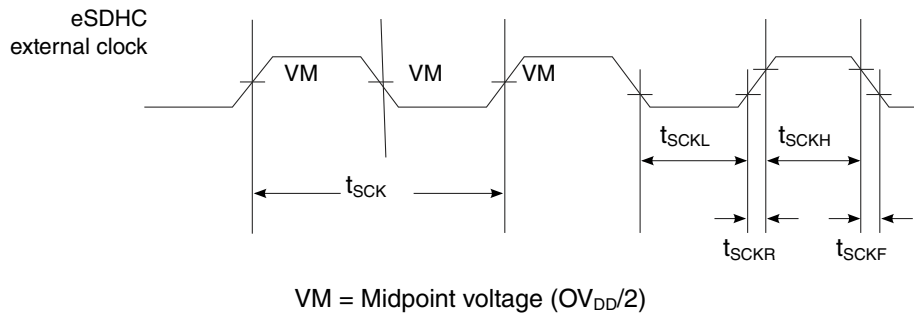 eSDHC
external clock
VM VM VM
tSCKL tSCKH
tSCK
tSCKR tSCKF
VM = Midpoint voltage (OVDD/2)